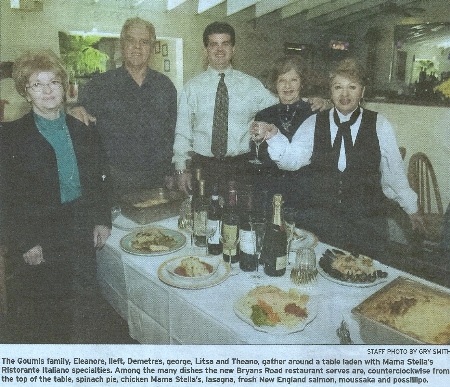 STAFF PHOTO BY GRY SMITH
The Goumis family, Eleanore, lleft, Demetres, george, Litsa and Theano, gather around a table laden with Mama Stella's
Ristorante Italiano specialties. Among the many dishes the new Bryans Road restaurant serves are, counterclockwise from
the top of the table, spinach pie, chicken Mama Stella's, lasagna, fresh New England salmon, moussaka and possillipo.